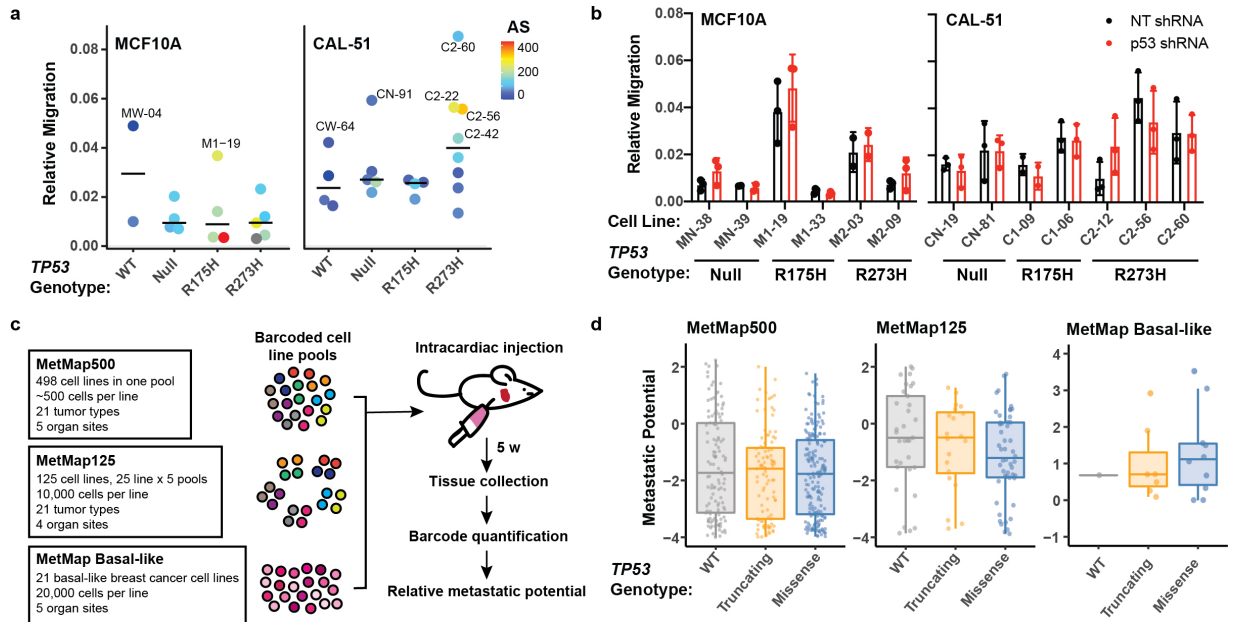 a
MCF10A
CAL-51
Relative Migration
0.08
0.06
0.04
0.02
0.00
MW-04
M1-19
CW-64
CN-91
C2-60
C2-22
C2-56
C2-42
AS
400
200
0
TP53
Genotype:
WT
Null
R175H
R273H
WT
Null
R175H
R273H
b
MCF10A
CAL-51
NT shRNA
p53 shRNA
Relative Migration
0.08
0.06
0.04
0.02
0.00
Cell Line:
MN-38
MN-39
M1-19
M1-33
M2-03
M2-09
CN-19
CN-81
C1-09
C1-06
C2-12
C2-56
C2-60
TP53
Genotype:
Null
R175H
R273H
Null
R175H
R273H
c
MetMap500
498 cell lines in one pool
~500 cells per line
21 tumor types
5 organ sites
MetMap125
125 cell lines, 25 line x 5 pools
10,000 cells per line
21 tumor types
4 organ sites
MetMap Basal-like
21 basal-like breast cancer cell lines
20,000 cells per line
5 organ sites
Barcoded cell
line pools
Intracardiac injection
5 w
Tissue collection
Barcode quantification
Relative metastatic potential
d
MetMap500
MetMap125
MetMap Basal-like
Metastatic Potential
2
0
−2
−4
2
0
−2
−4
4
3
2
1
0
−1
TP53
Genotype:
WT
Truncating
Missense
WT
Truncating
Missense
WT
Truncating
Missense